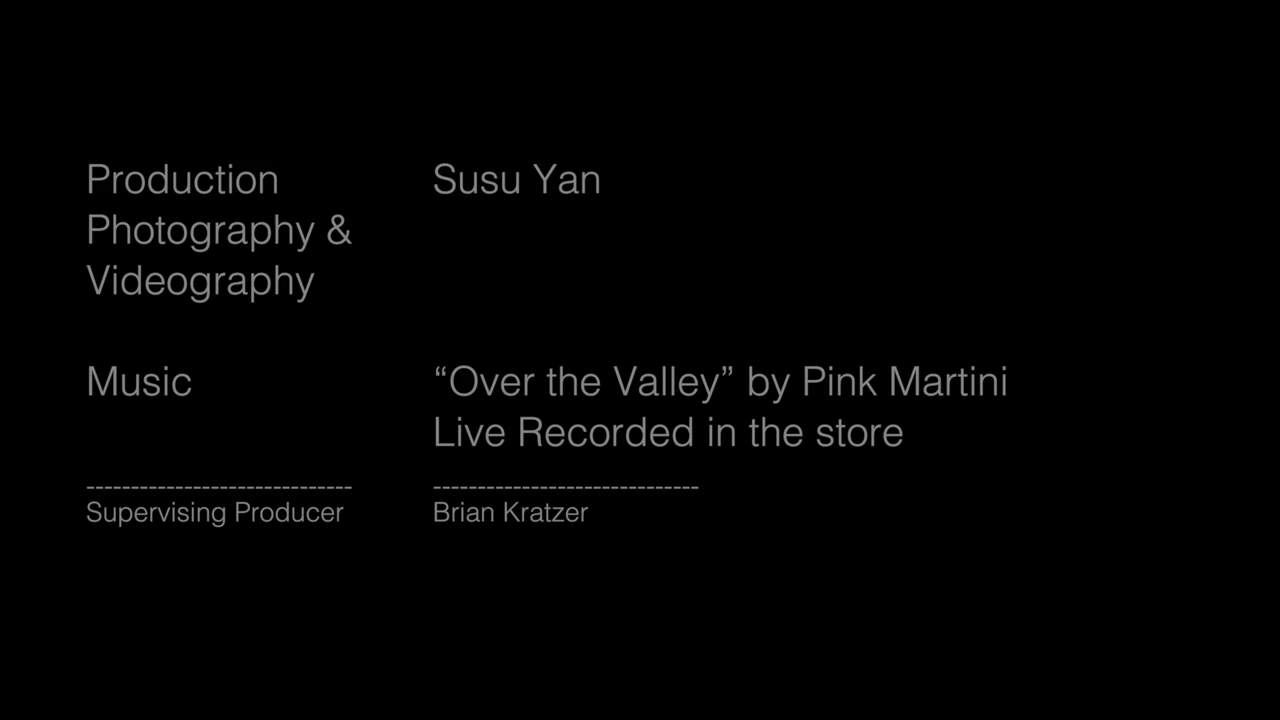 Production Susu Yan
Photography &
Videography
Music “Over the Valley” by Pink Martini
Live Recorded in the store
------------------------------ ------------------------------
Supervising Producer Brian Kratzer